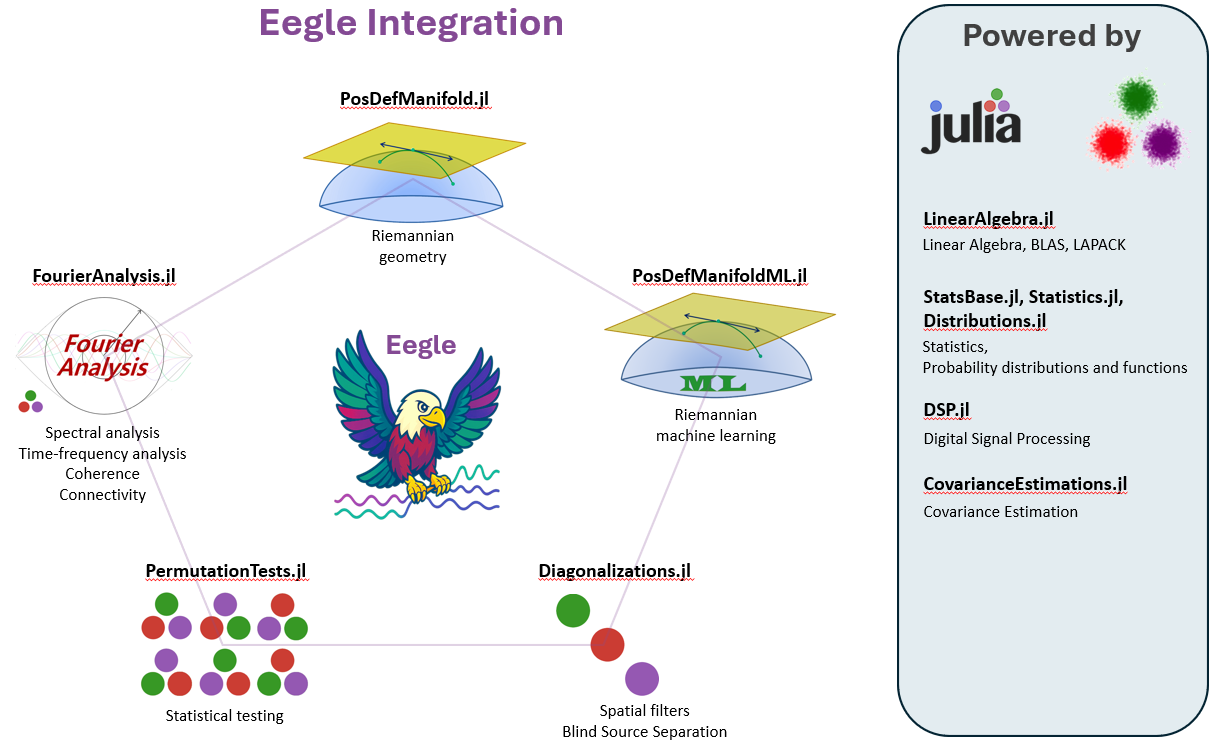 Eegle Integration
PosDefManifold.jl
Riemannian
geometry
FourierAnalysis.jl
Fourier
Analysis
Spectral analysis
Time-frequency analysis
Coherence
Connectivity
PosDefManifoldML.jl
ML
Riemannian
machine learning
Eegle
PermutationTests.jl
Statistical testing
Diagonalizations.jl
Spatial filters
Blind Source Separation
Powered by
julia
LinearAlgebra.jl
Linear Algebra, BLAS, LAPACK
StatsBase.jl, Statistics.jl,
Distributions.jl
Statistics,
Probability distributions and functions
DSP.jl
Digital Signal Processing
CovarianceEstimations.jl
Covariance Estimation